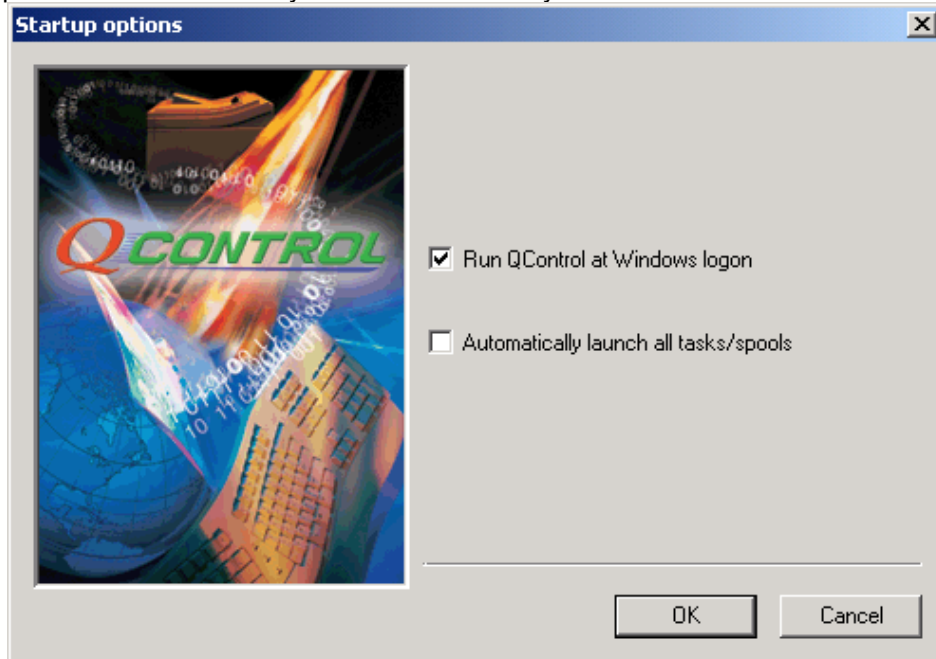 Startup options
QCONTROL
Run QControl at Windows logon
Automatically launch all tasks/spools
OK
Cancel